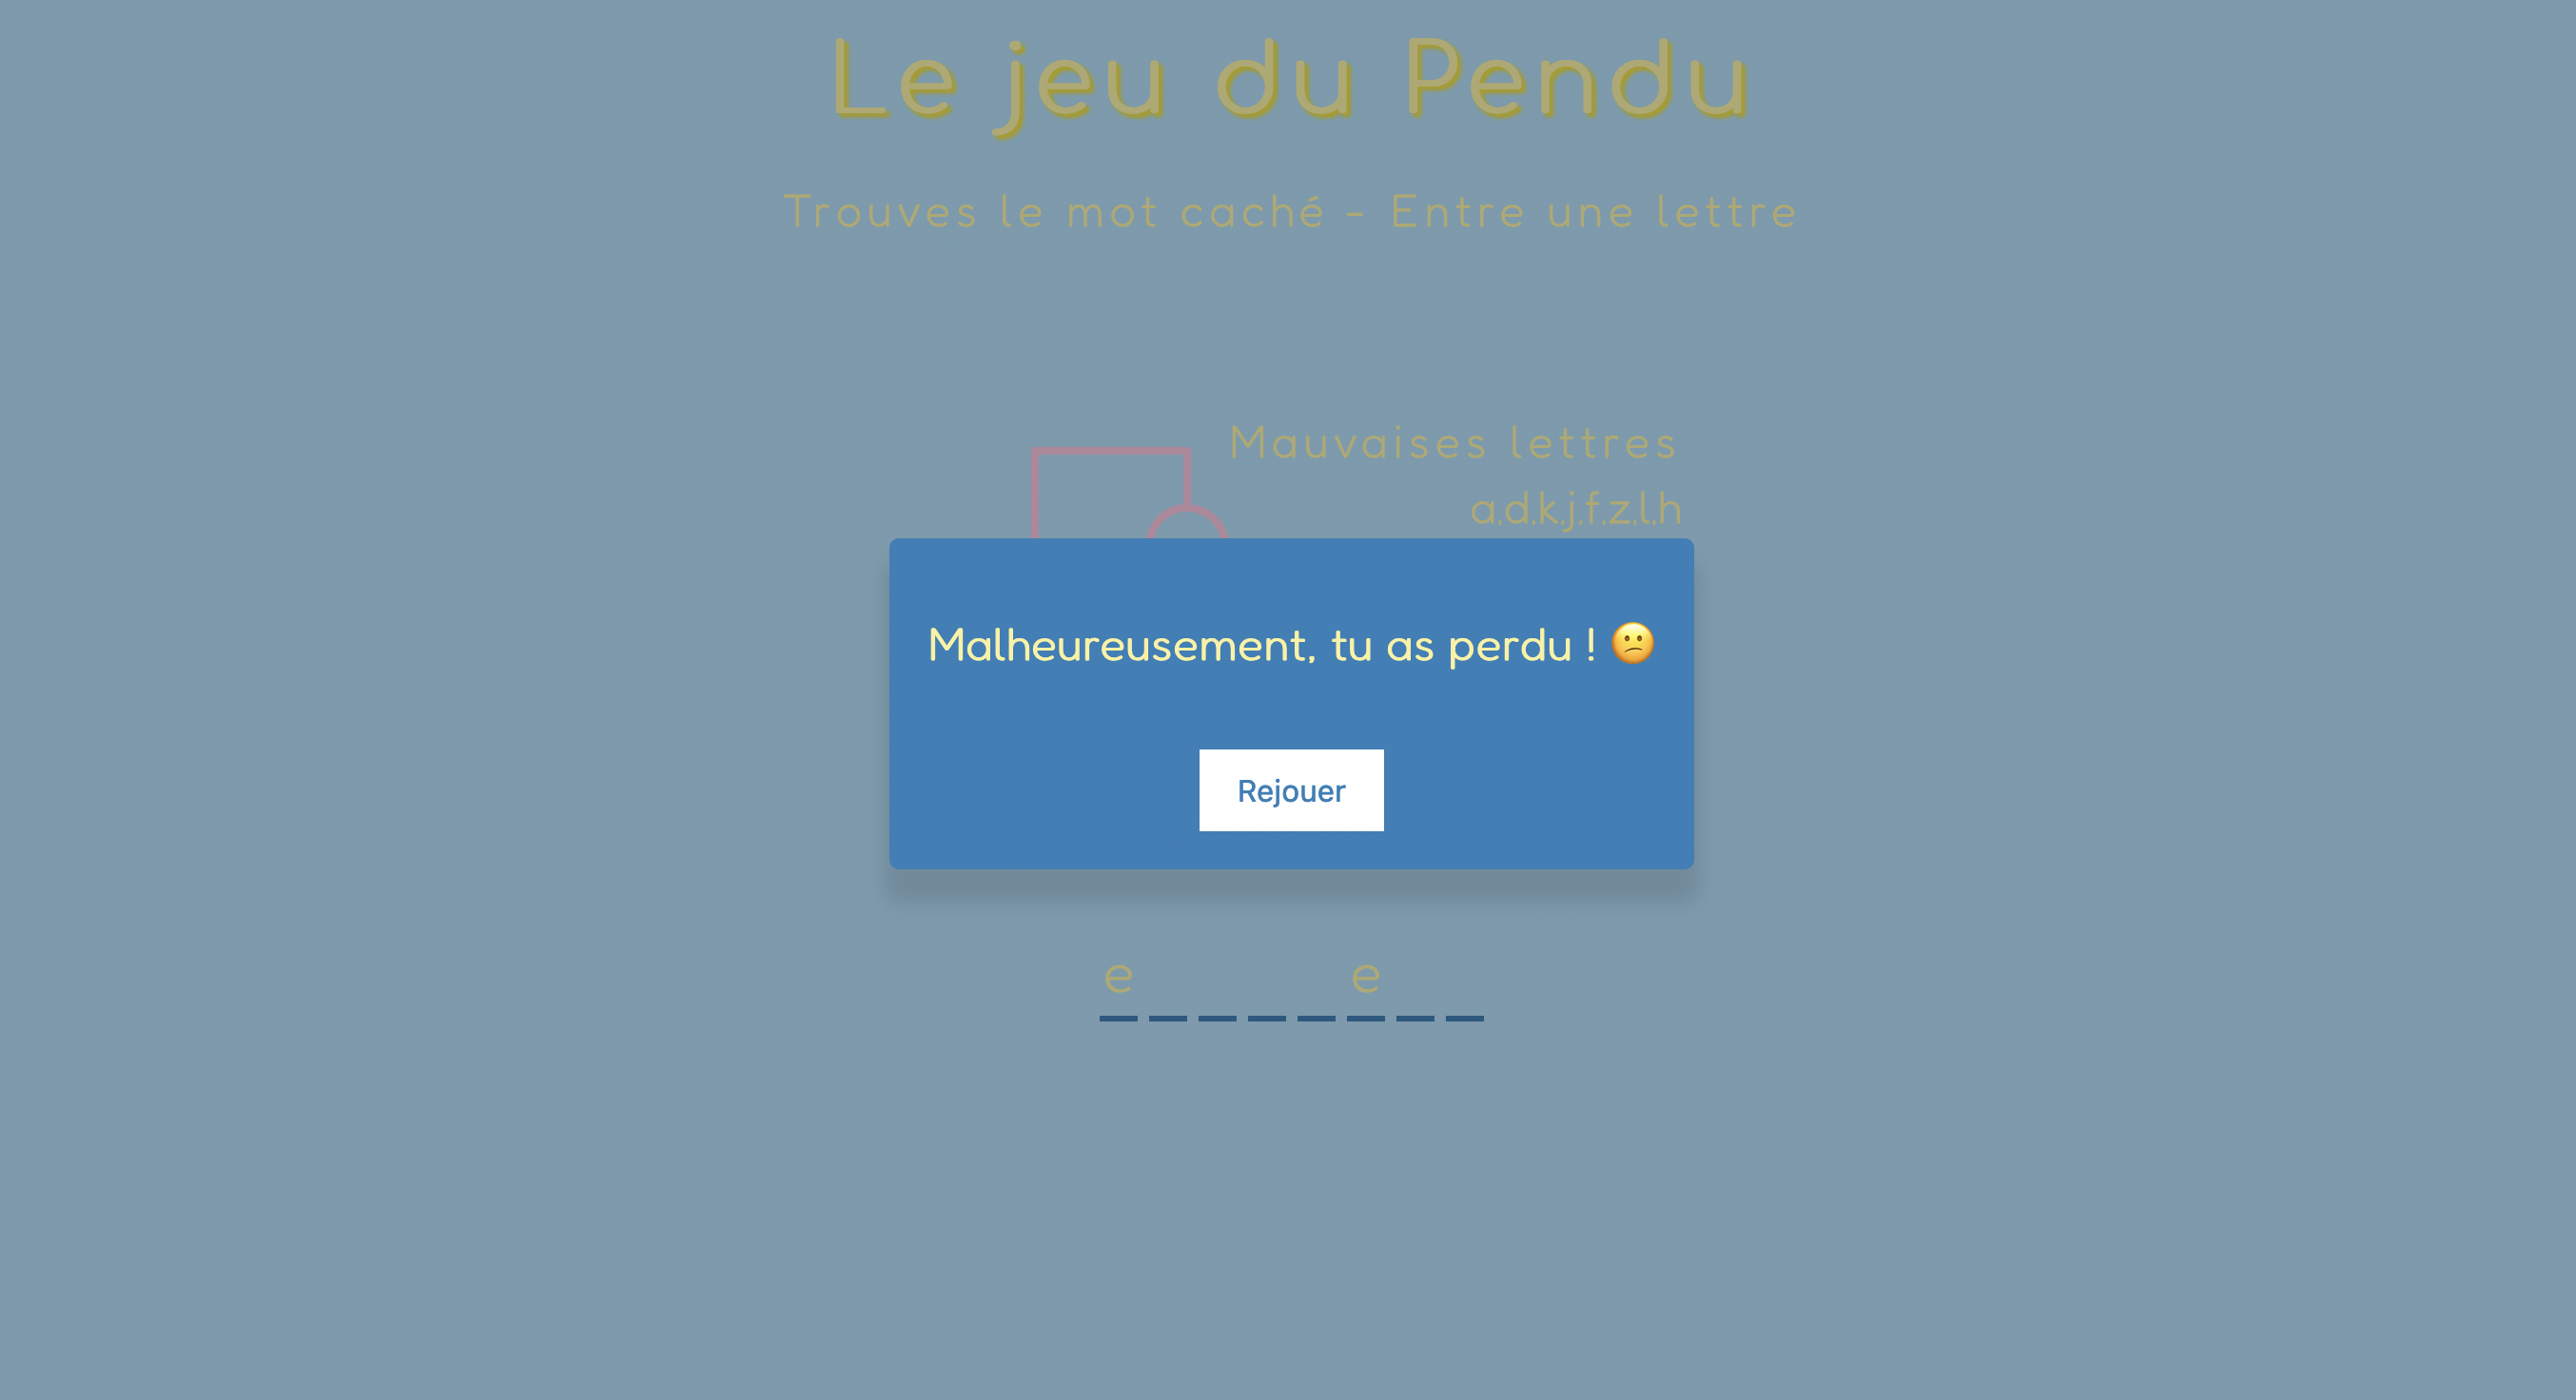 Le jeu du Pendu
Trouves le mot caché - Entre une lettre
Mauvaises lettres
a,d,k,j,f,z,l,h
Malheureusement, tu as perdu ! 😕
Rejouer
e e